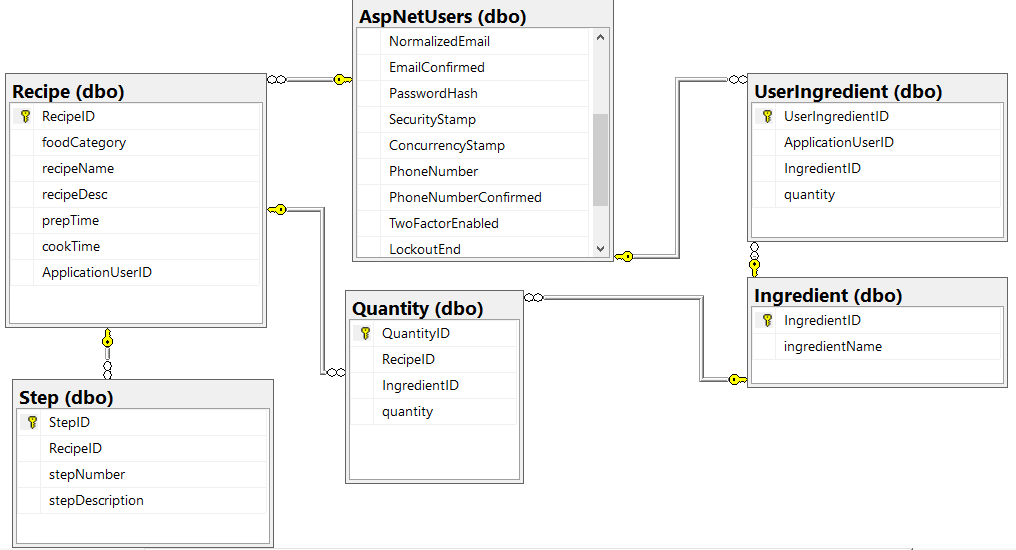 AspNetUsers (dbo)
NormalizedEmail
EmailConfirmed
PasswordHash
SecurityStamp
ConcurrencyStamp
PhoneNumber
PhoneNumberConfirmed
TwoFactorEnabled
LockoutEnd
Recipe (dbo)
RecipeID
foodCategory
recipeName
recipeDesc
prepTime
cookTime
ApplicationUserID
UserIngredient (dbo)
UserIngredientID
ApplicationUserID
IngredientID
quantity
Quantity (dbo)
QuantityID
RecipeID
IngredientID
quantity
Ingredient (dbo)
IngredientID
ingredientName
Step (dbo)
StepID
RecipeID
stepNumber
stepDescription